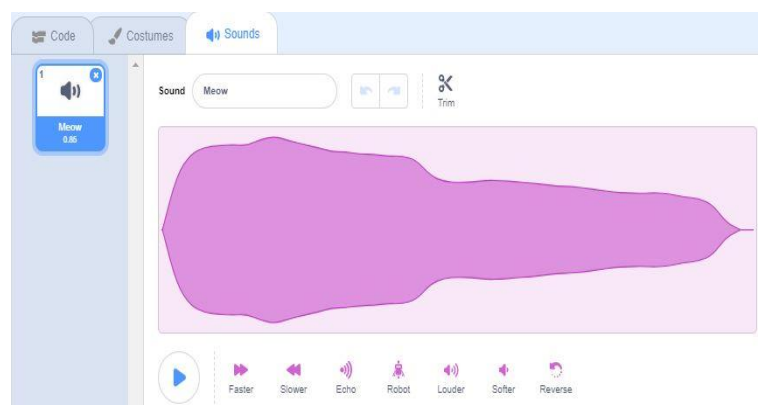 Code Costumes Sounds
1
Meow
0.85
Sound Meow
Trim
Faster Slower Echo Robot Louder Softer Reverse